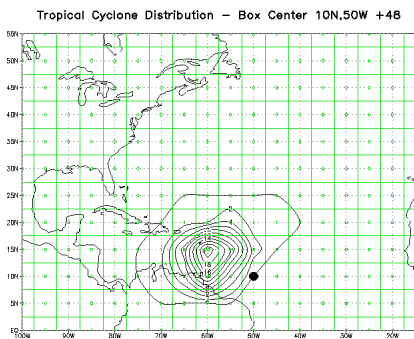 Tropical Cyclone Distribution – Box Center 10N,50W +48
55N
50N
45N
40N
35N
30N
25N
20N
15N
10N
5N
EQ
100W 90W 80W 70W 60W 50W 40W 30W 20W